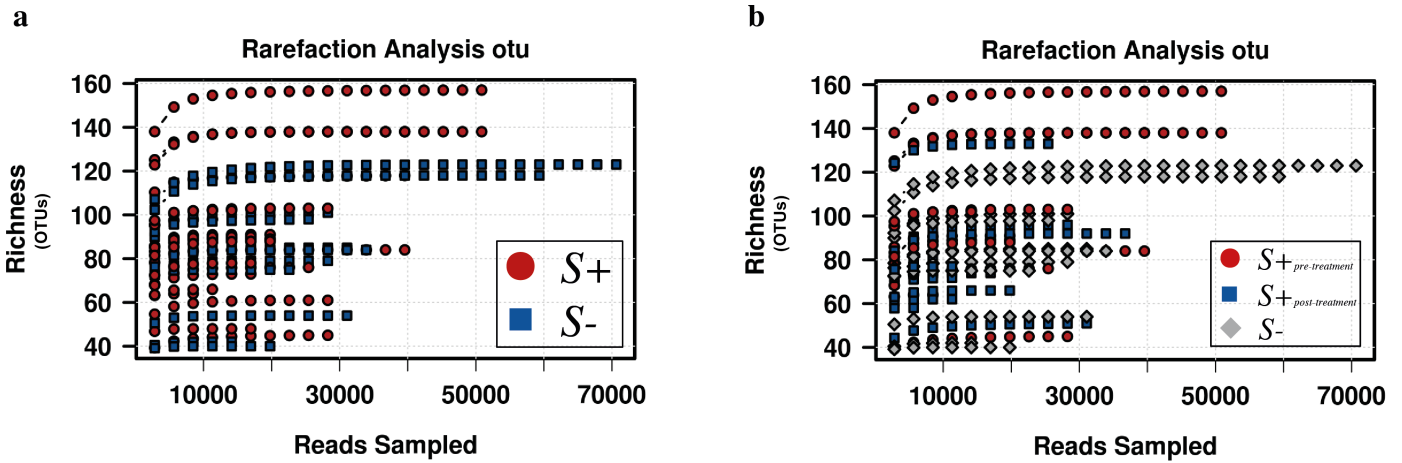 a
Rarefaction Analysis otu
160
140
120
100
80
60
40
Richness
(OTUs)
S+
S-
10000 30000 50000 70000
Reads Sampled
b
Rarefaction Analysis otu
160
140
120
100
80
60
40
Richness
(OTUs)
S+pre-treatment
S+post-treatment
S-
10000 30000 50000 70000
Reads Sampled